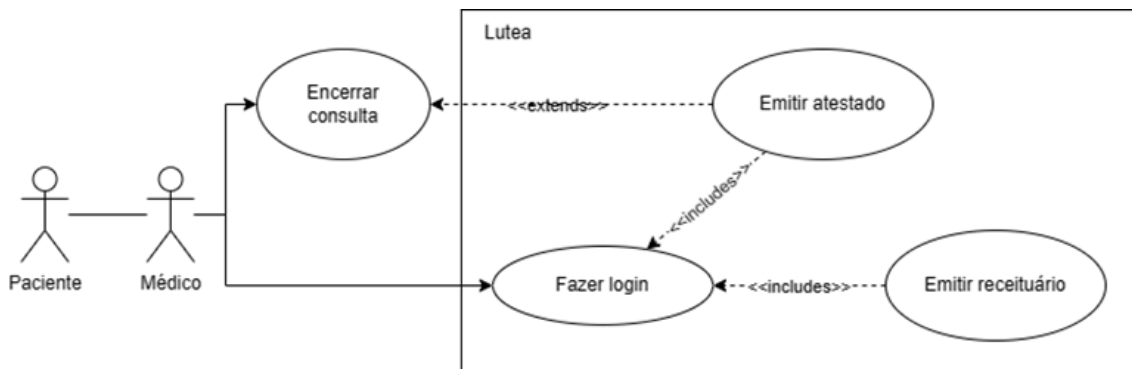 Lutea
Encerrar
consulta
<<extends>>
Emitir atestado
<<includes>>
Paciente
Médico
Fazer login
<<includes>>
Emitir receituário